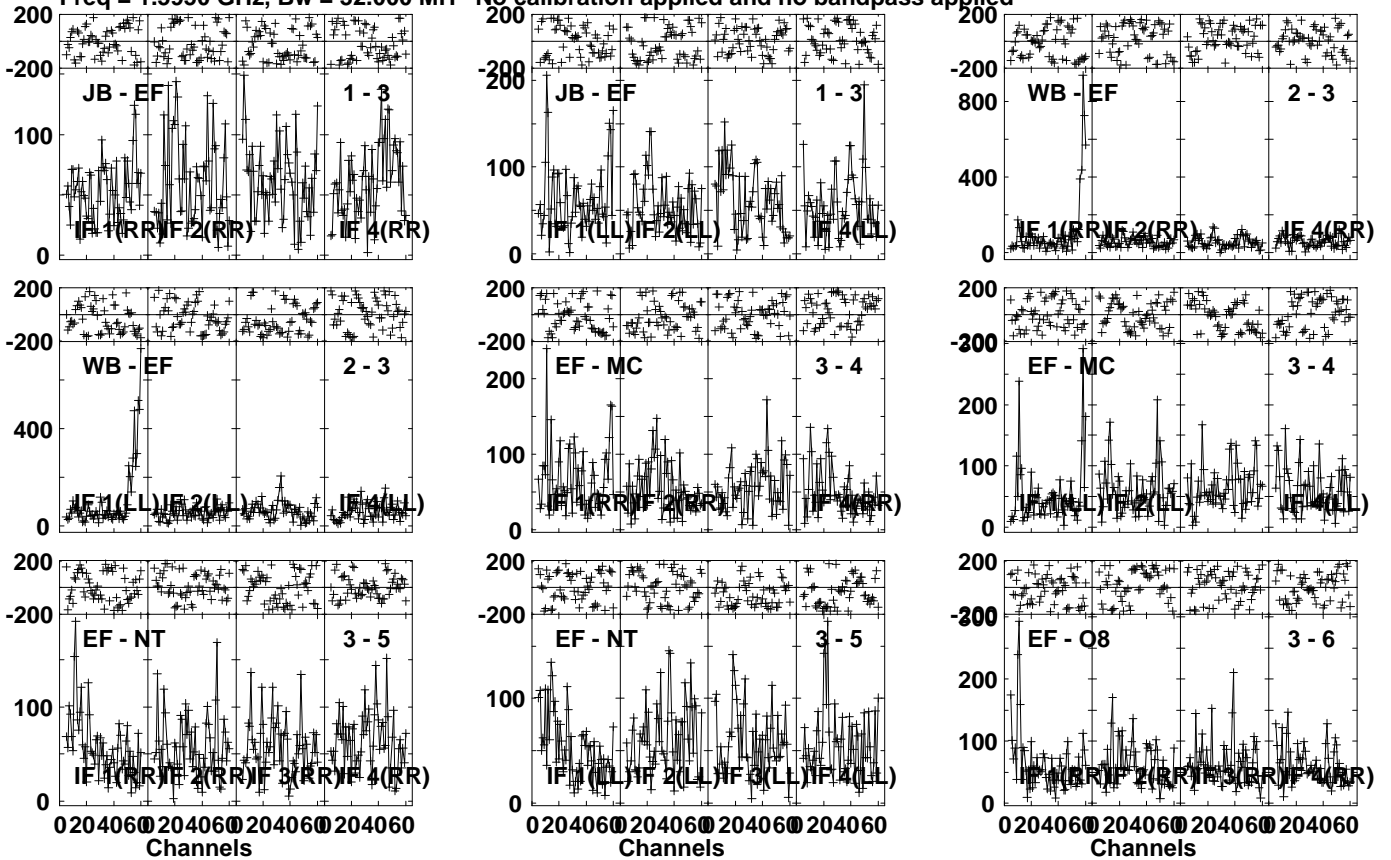 Freq = GHz, Bw = MH No calibration applied and no bandpass applied
200
-200
JB - EF 1 - 3
100
IF 1(RR) IF 2(RR) IF 4(RR)
0
200
-200
200
JB - EF 1 - 3
100
IF 1(LL) IF 2(LL) IF 4(LL)
0
200
-200
WB - EF 2 - 3
800
400
IF 1(RR) IF 2(RR) IF 4(RR)
0
200
-200
WB - EF 2 - 3
400
IF 1(LL) IF 2(LL) IF 4(LL)
0
200
-200
EF - MC 3 - 4
200
100
IF 1(RR) IF 2(RR) IF 4(RR)
0
200
-200
300
EF - MC 3 - 4
200
100
IF 1(LL) IF 2(LL) IF 4(LL)
0
200
-200
EF - NT 3 - 5
100
IF 1(RR) IF 2(RR) IF 3(RR) IF 4(RR)
0
0 20 40 60 0 20 40 60 0 20 40 60 0 20 40 60
Channels
200
-200
EF - NT 3 - 5
100
IF 1(LL) IF 2(LL) IF 3(LL) IF 4(LL)
0
0 20 40 60 0 20 40 60 0 20 40 60 0 20 40 60
Channels
200
-200
300
EF - O8 3 - 6
200
100
IF 1(RR) IF 2(RR) IF 3(RR) IF 4(RR)
0
0 20 40 60 0 20 40 60 0 20 40 60 0 20 40 60
Channels